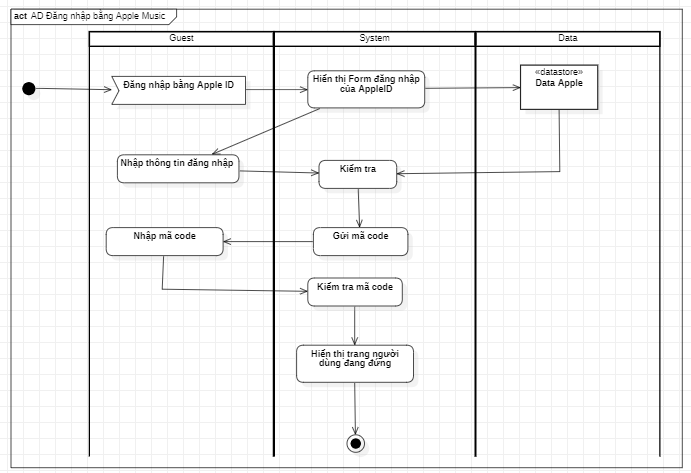 act AD Đăng nhập bằng Apple Music
Guest
System
Data
Đăng nhập bằng Apple ID
Hiển thị Form đăng nhập
của AppleID
«datastore»
Data Apple
Nhập thông tin đăng nhập
Kiểm tra
Nhập mã code
Gửi mã code
Kiểm tra mã code
Hiển thị trang người
dùng đang đứng